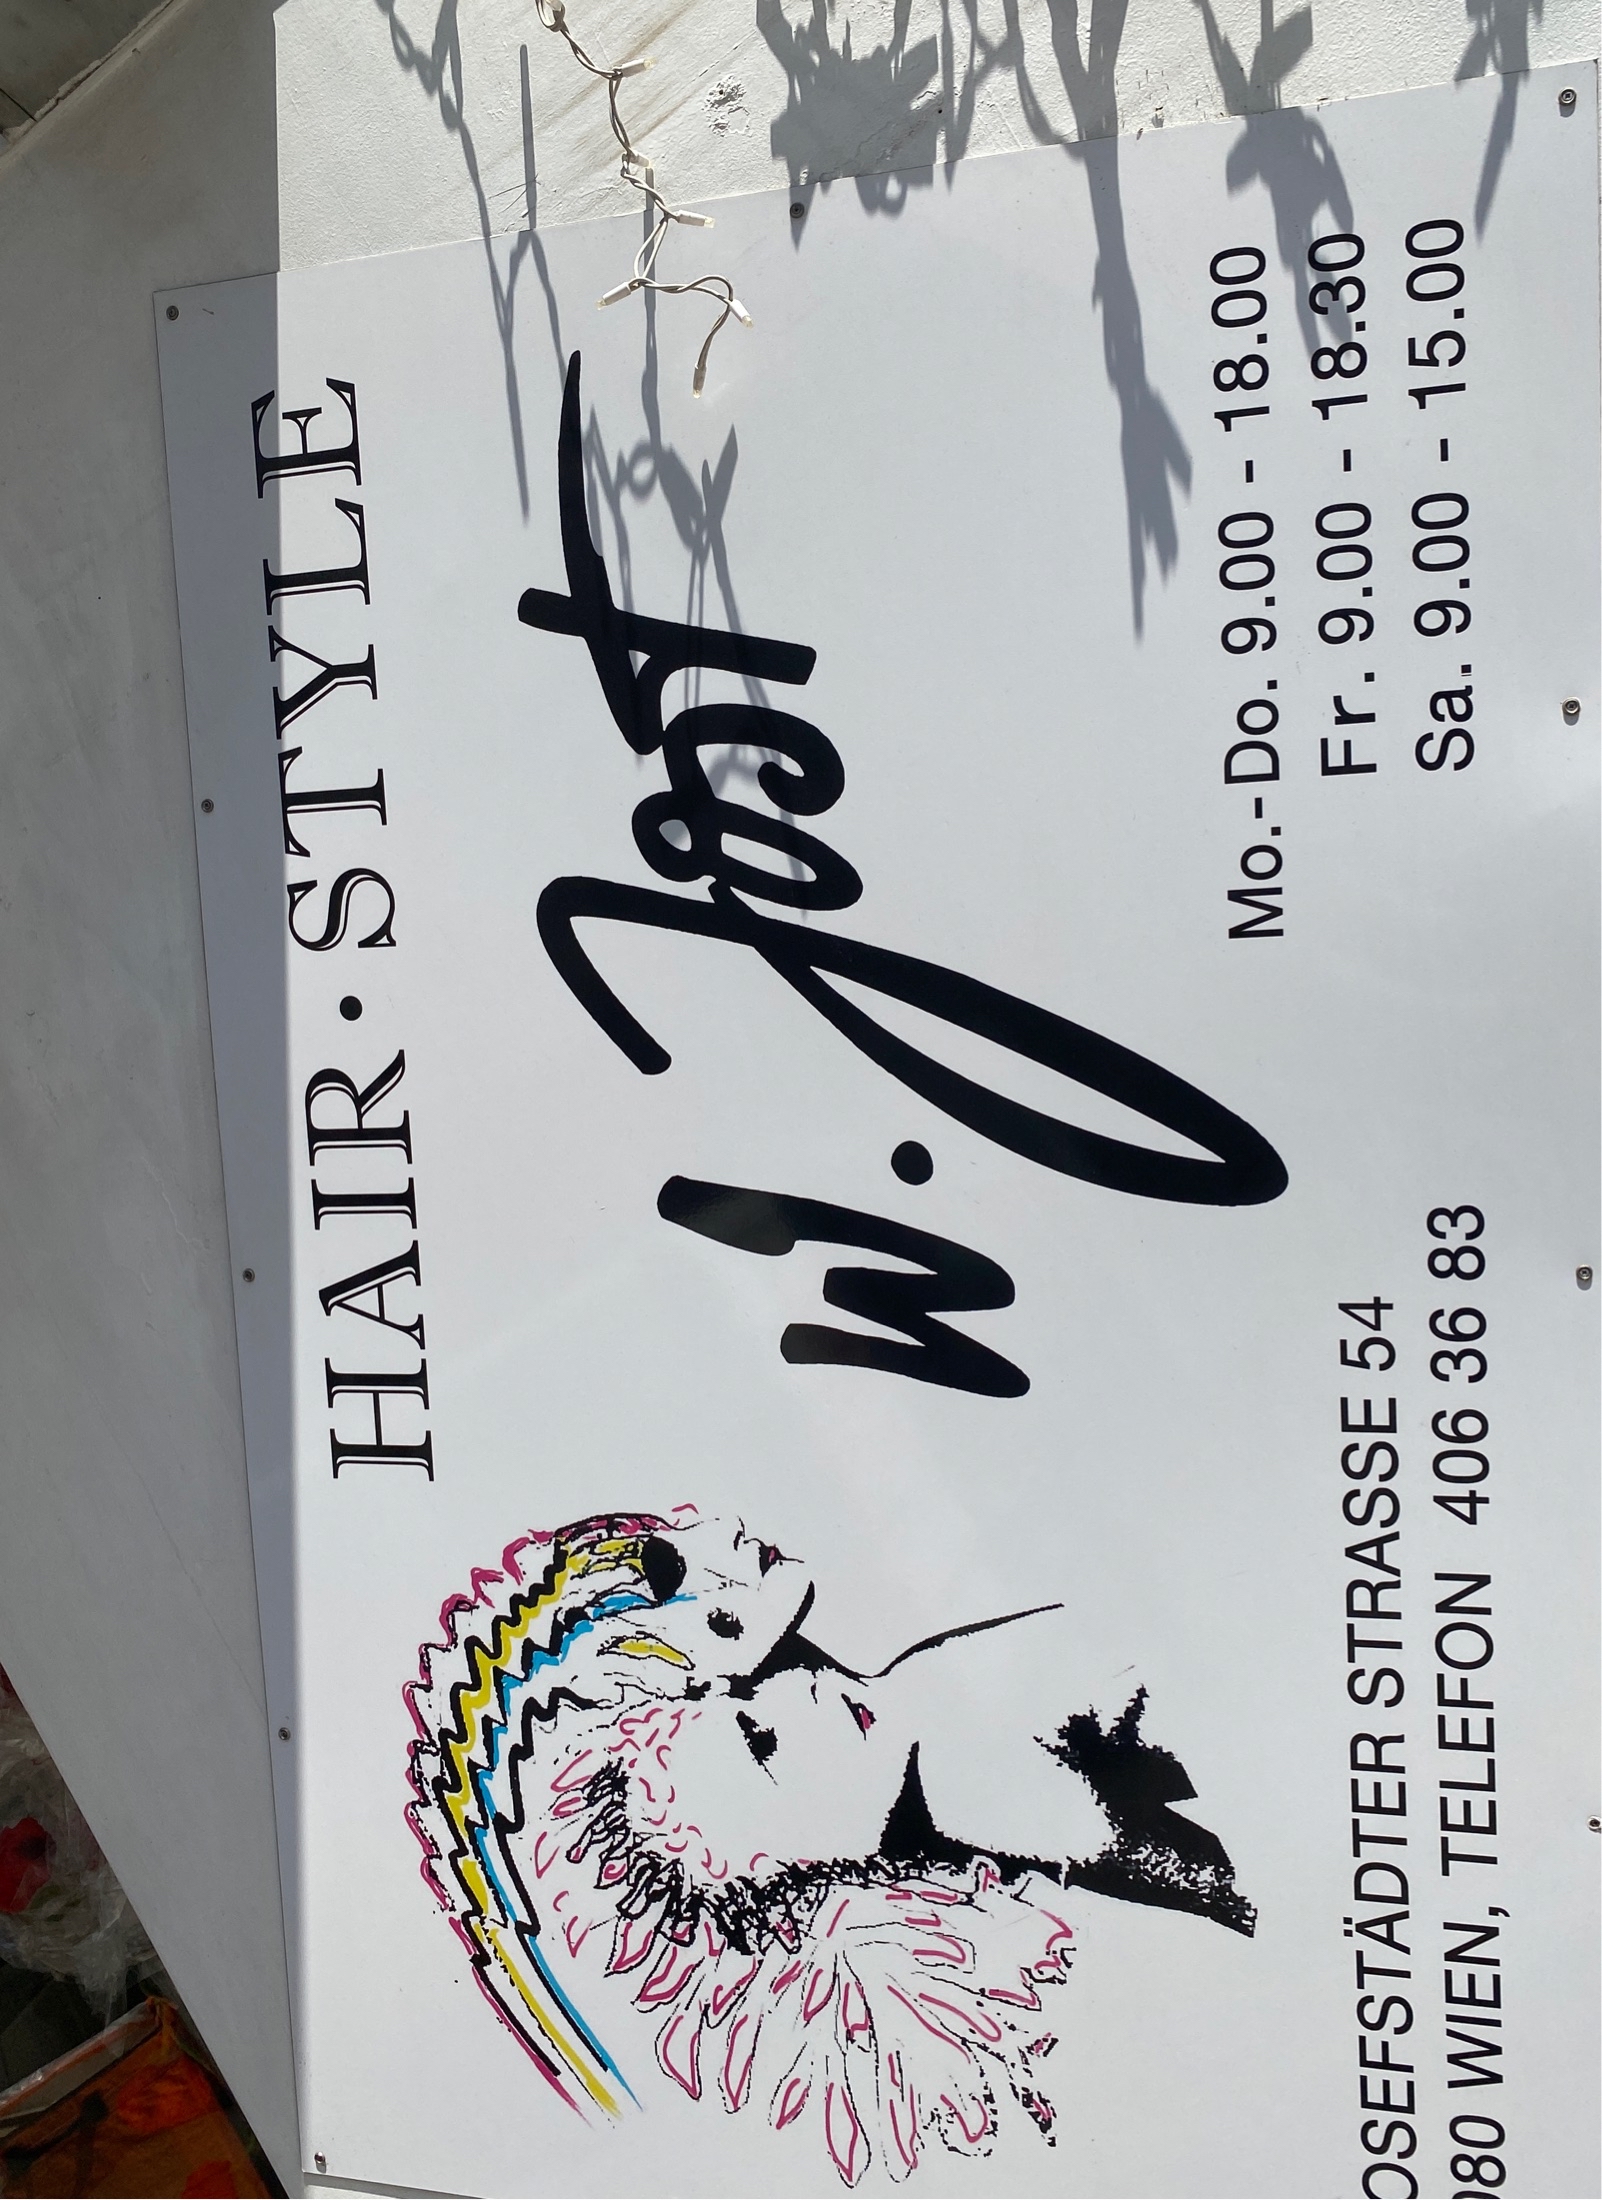 HAIR • STYLE
W. Jost
Mo.-Do. 9.00 - 18.00
Fr. 9.00 - 18.30
Sa. 9.00 - 15.00
OSEFSTÄDTER STRASSE 54
080 WIEN, TELEFON 406 36 83